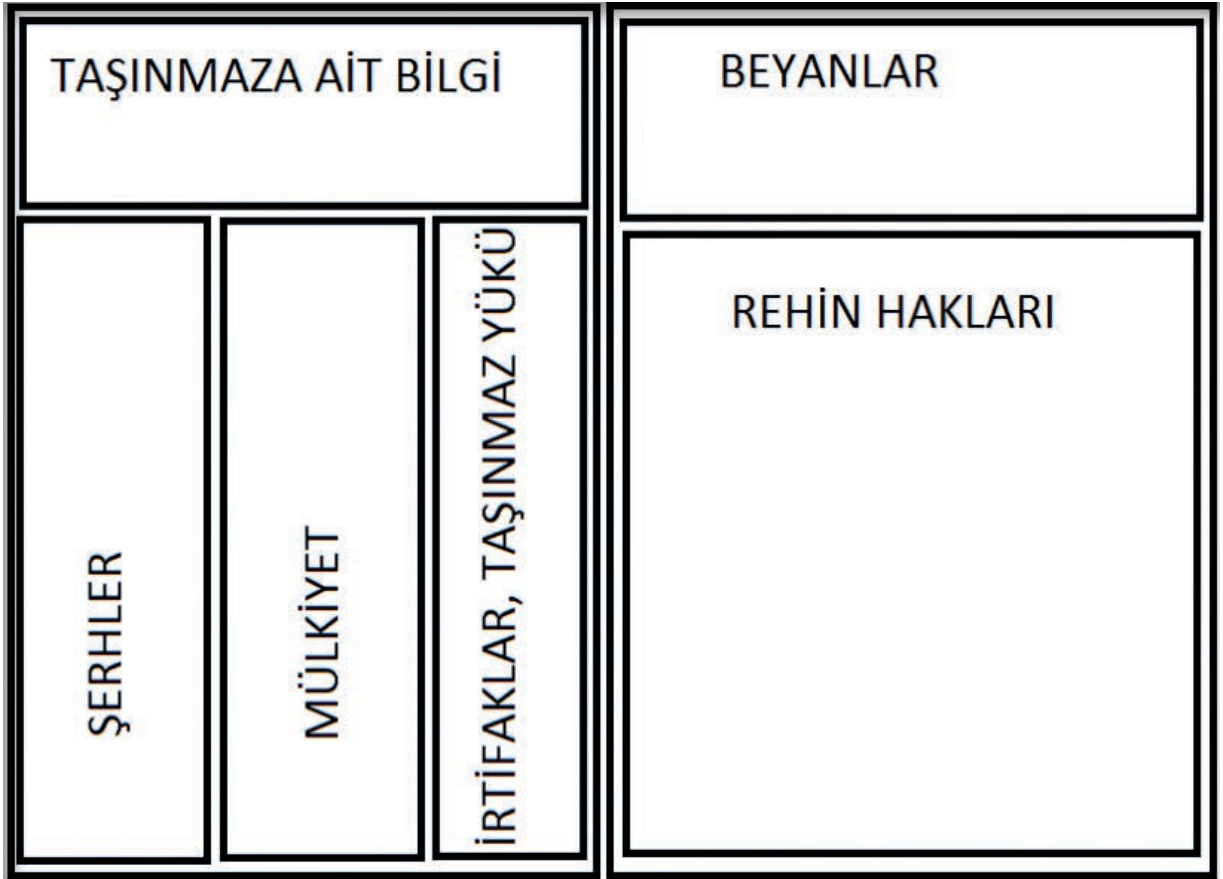 TAŞINMAZA AİT BİLGİ
ŞERHLER
MÜLKİYET
İRTİFAKLAR, TAŞINMAZ YÜKÜ
BEYANLAR
REHİN HAKLARI